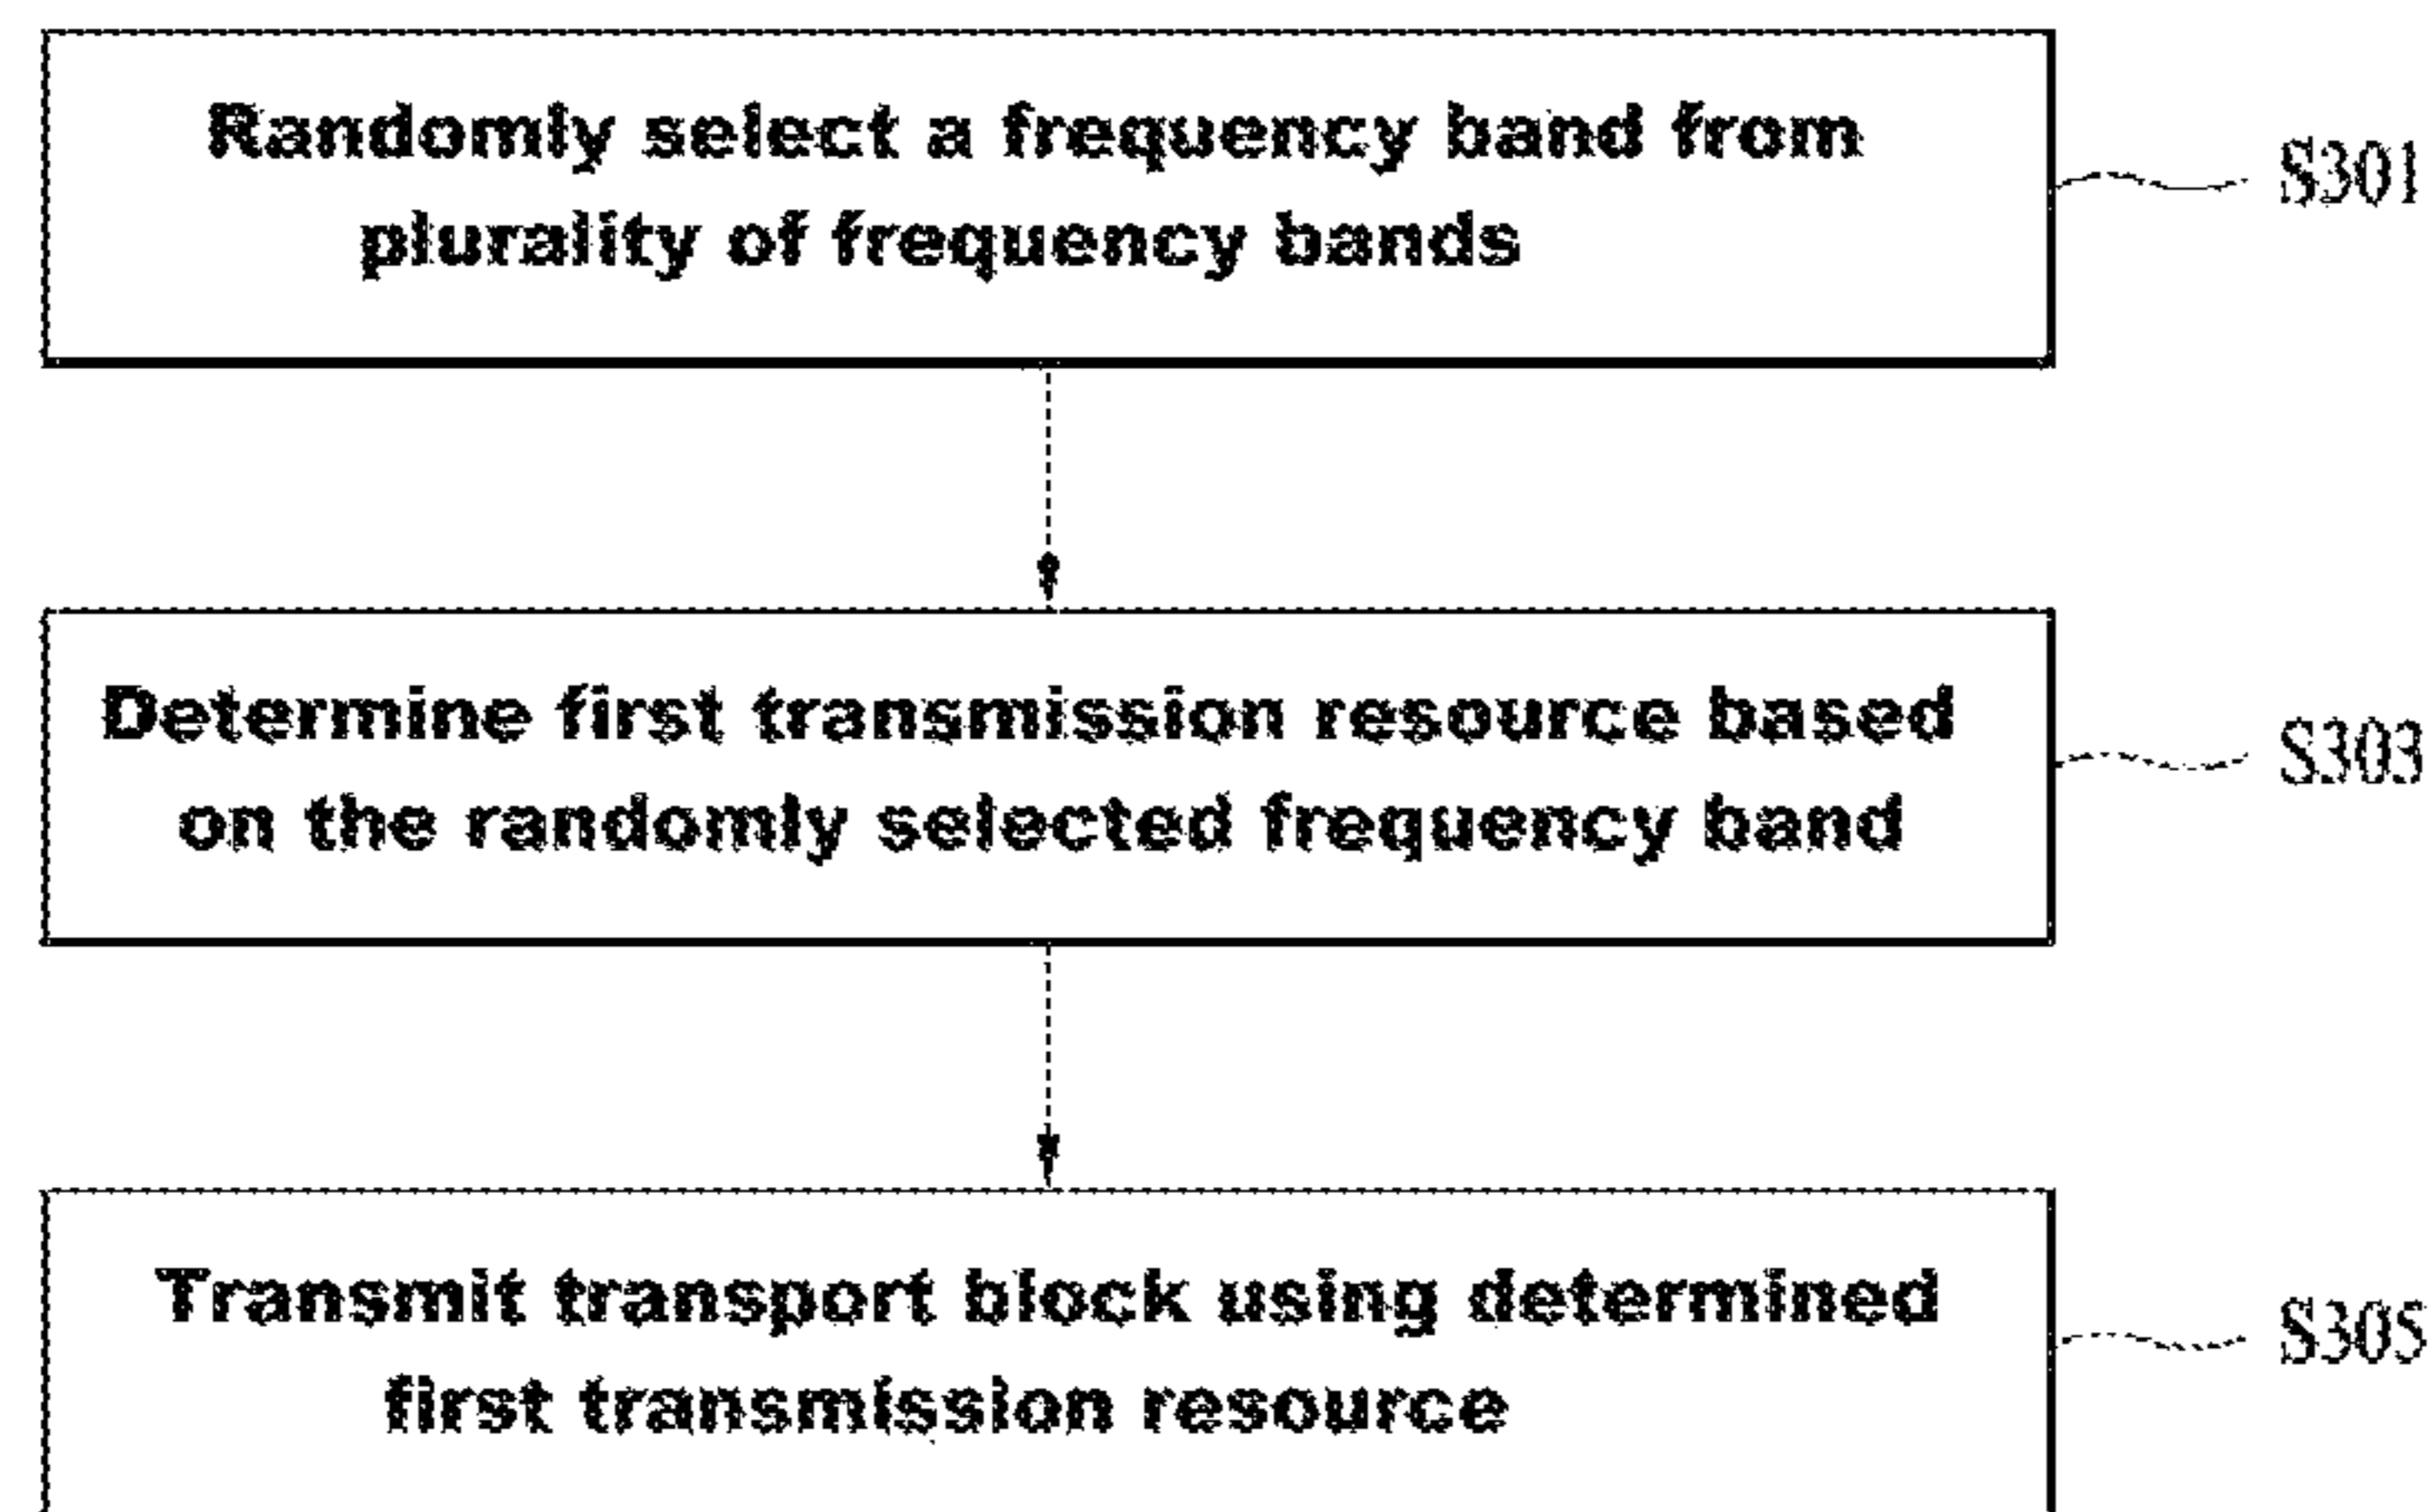 Randomly select a frequency band from
plurality of frequency bands
S301
Determine first transmission resource based
on the randomly selected frequency band
S303
Transmit transport block using determined
first transmission resource
S305